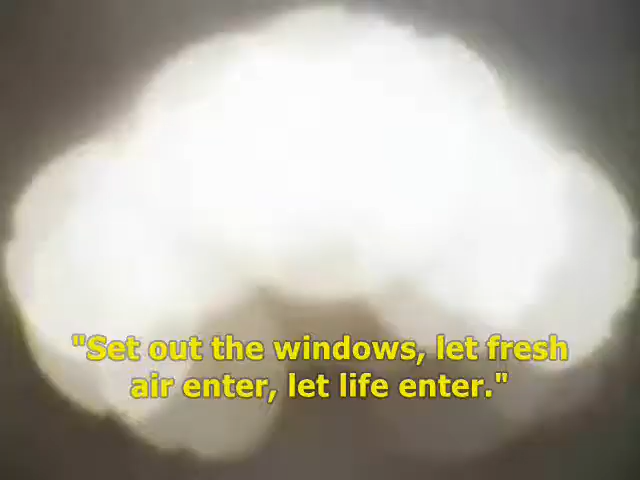 "Set out the windows, let fresh
air enter, let life enter."